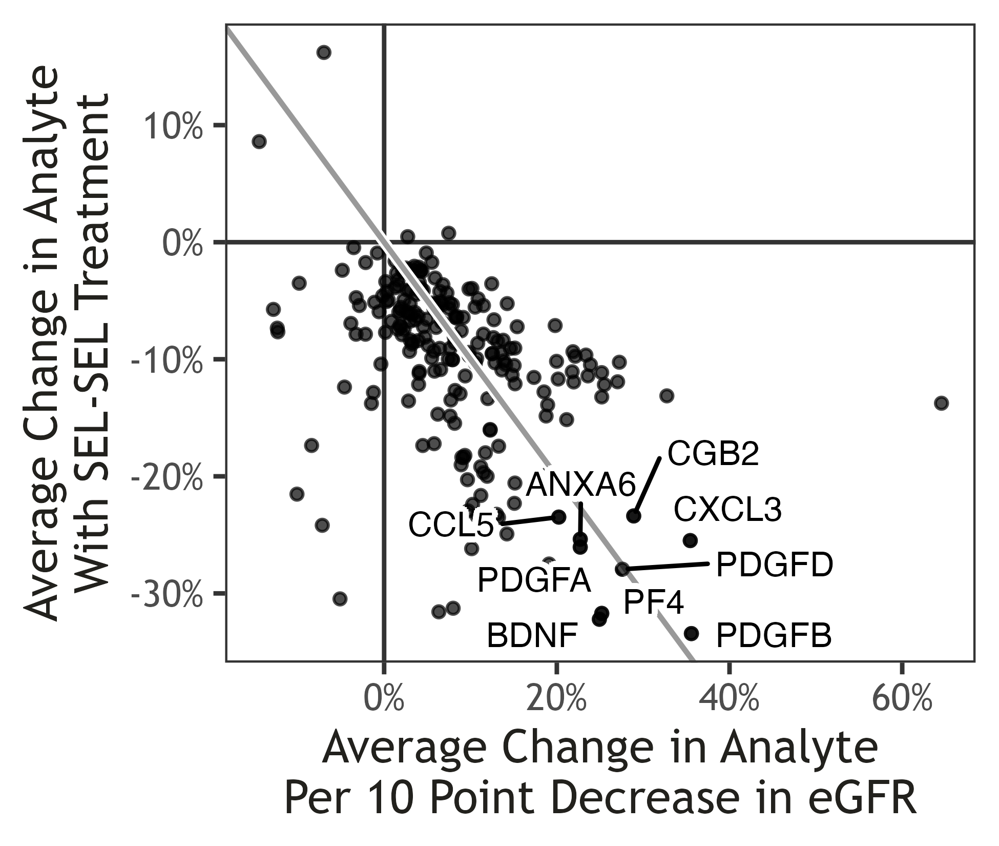 Average Change in Analyte
With SEL-SEL Treatment
10%
0%
-10%
-20%
-30%
CGB2
ANXA6
CXCL3
CCL5
PDGFD
PDGFA
PF4
BDNF
PDGFB
0%
20%
40%
60%
Average Change in Analyte
Per 10 Point Decrease in eGFR